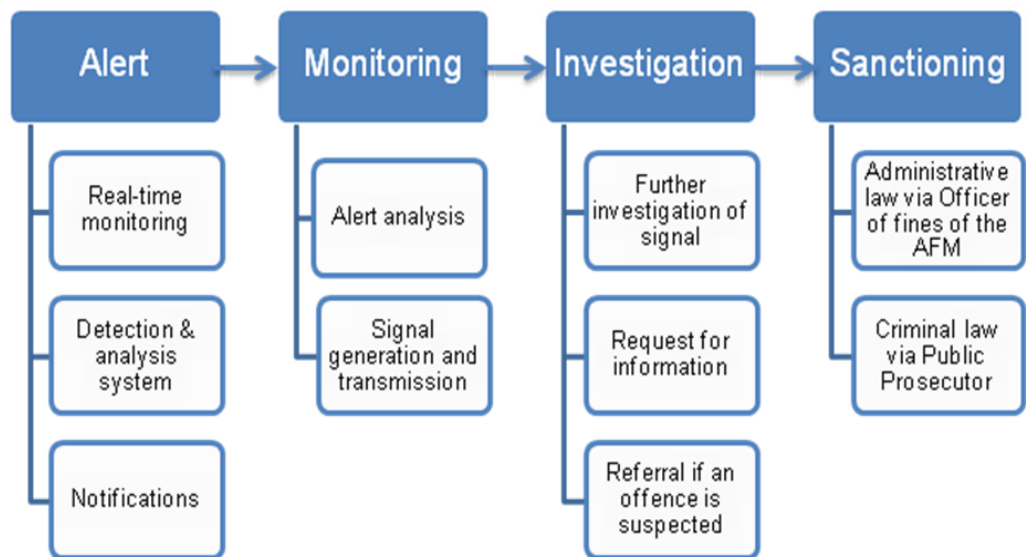 Alert
Monitoring
Investigation
Sanctioning
Real-time
monitoring
Detection &
analysis
system
Notifications
Alert analysis
Signal
generation and
transmission
Further
investigation of
signal
Request for
information
Referral if an
offence is
suspected
Administrative
law via Officer
of fines of the
AFM
Criminal law
via Public
Prosecutor